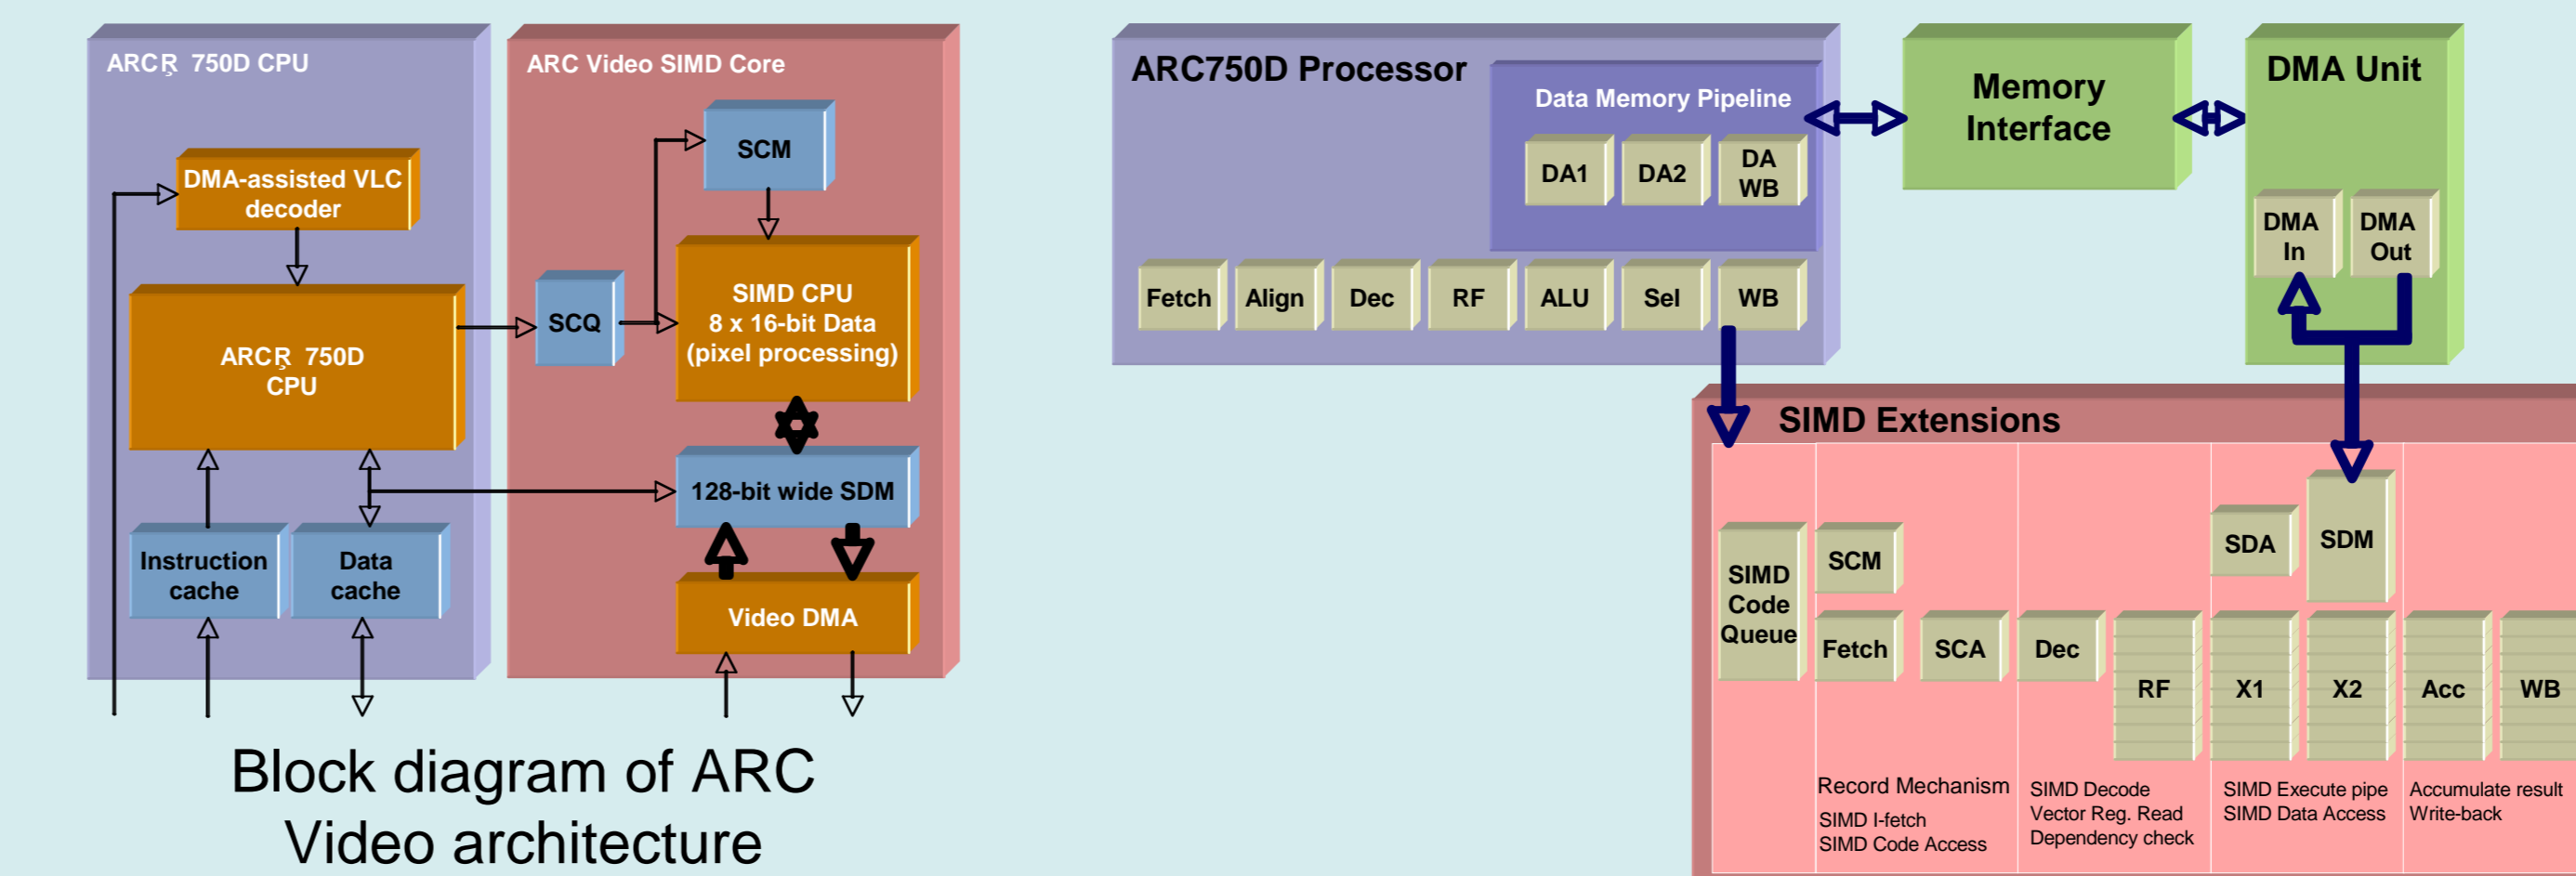 ARCŖ 750D CPU
DMA-assisted VLC
decoder
ARCŖ 750D
CPU
Instruction
cache
Data
cache
ARC Video SIMD Core
SCM
SCQ
SIMD CPU
8 x 16-bit Data
(pixel processing)
128-bit wide SDM
Video DMA
Block diagram of ARC
Video architecture
ARC750D Processor
Data Memory Pipeline
DA1
DA2
DA
WB
Fetch
Align
Dec
RF
ALU
Sel
WB
Memory
Interface
DMA Unit
DMA
In
DMA
Out
SIMD Extensions
SIMD
Code
Queue
SCM
Fetch
SCA
Dec
RF
SDA
SDM
X1
X2
Acc
WB
Record Mechanism
SIMD I-fetch
SIMD Code Access
SIMD Decode
Vector Reg. Read
Dependency check
SIMD Execute pipe
SIMD Data Access
Accumulate result
Write-back